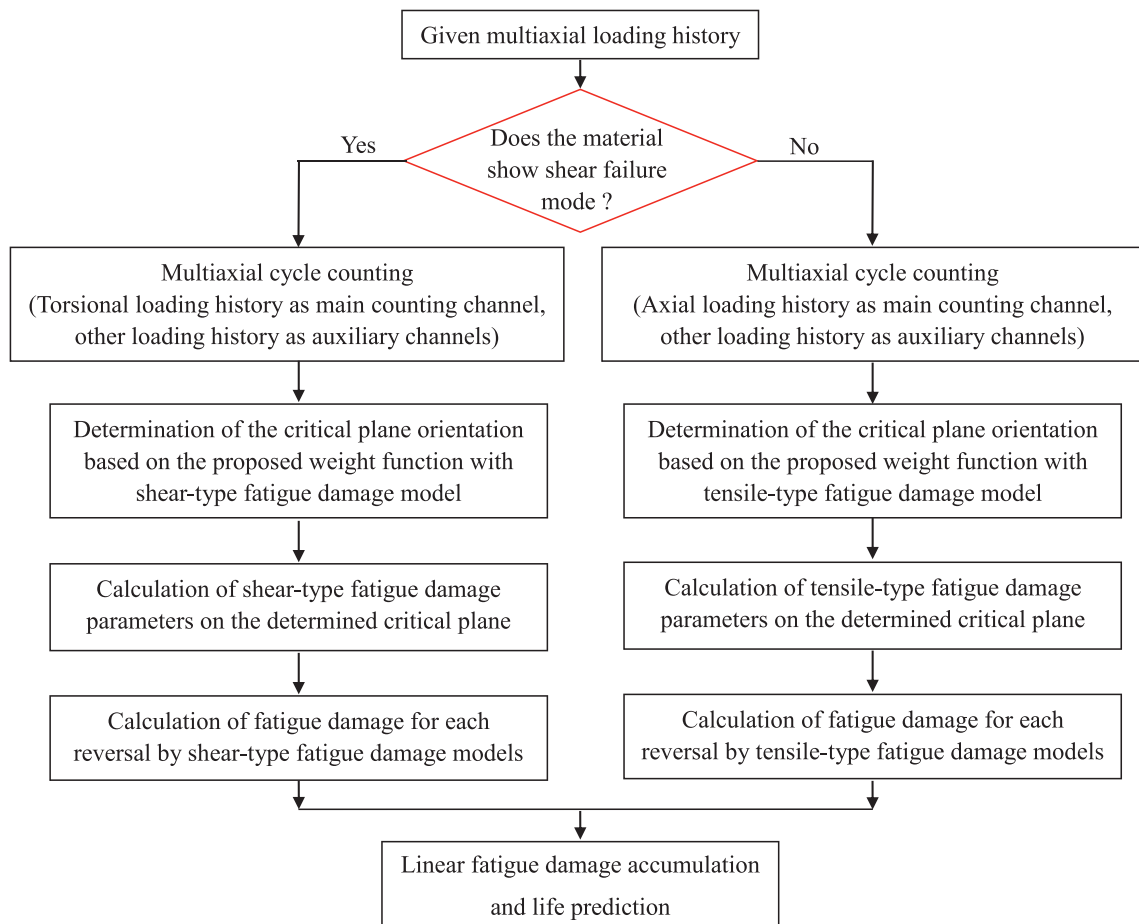 Given multiaxial loading history
Does the material
show shear failure
mode ?
Yes
No
Multiaxial cycle counting
(Torsional loading history as main counting channel,
other loading history as auxiliary channels)
Multiaxial cycle counting
(Axial loading history as main counting channel,
other loading history as auxiliary channels)
Determination of the critical plane orientation
based on the proposed weight function with
shear-type fatigue damage model
Determination of the critical plane orientation
based on the proposed weight function with
tensile-type fatigue damage model
Calculation of shear-type fatigue damage
parameters on the determined critical plane
Calculation of tensile-type fatigue damage
parameters on the determined critical plane
Calculation of fatigue damage for each
reversal by shear-type fatigue damage models
Calculation of fatigue damage for each
reversal by tensile-type fatigue damage models
Linear fatigue damage accumulation
and life prediction